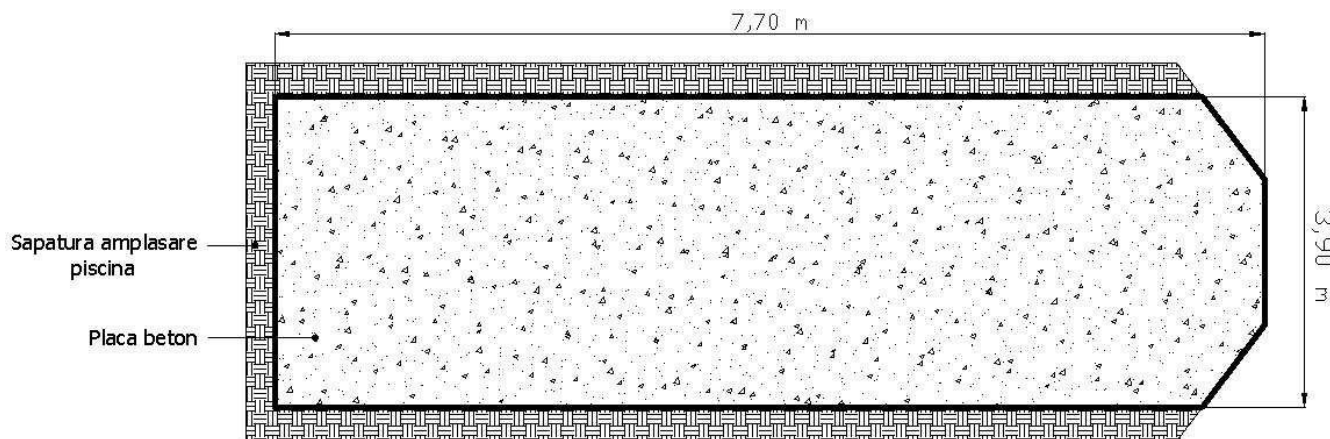 7,70 m
3,90 m
Sapatura amplasare
piscina
Placa beton